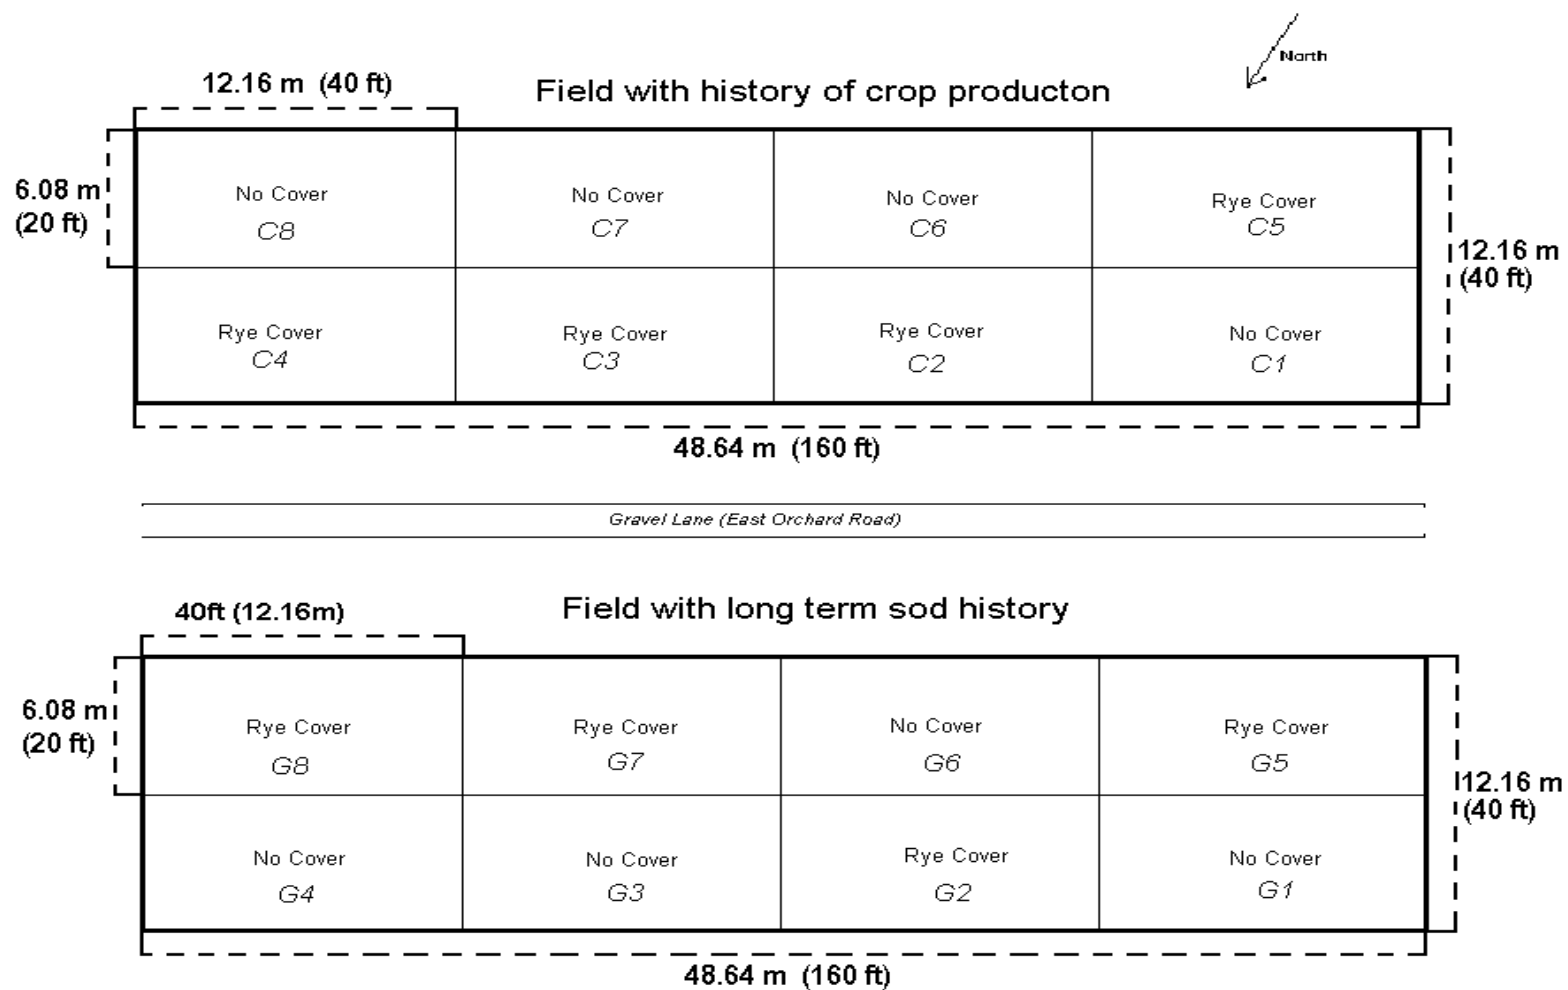 North
12.16 m (40 ft)
Field with history of crop producton
6.08 m
(20 ft)
No Cover
C8
No Cover
C7
No Cover
C6
Rye Cover
C5
12.16 m
(40 ft)
Rye Cover
C4
Rye Cover
C3
Rye Cover
C2
No Cover
C1
48.64 m (160 ft)
Gravel Lane (East Orchard Road)
40ft (12.16m)
Field with long term sod history
6.08 m
(20 ft)
Rye Cover
G8
Rye Cover
G7
No Cover
G6
Rye Cover
G5
12.16 m
(40 ft)
No Cover
G4
No Cover
G3
Rye Cover
G2
No Cover
G1
48.64 m (160 ft)